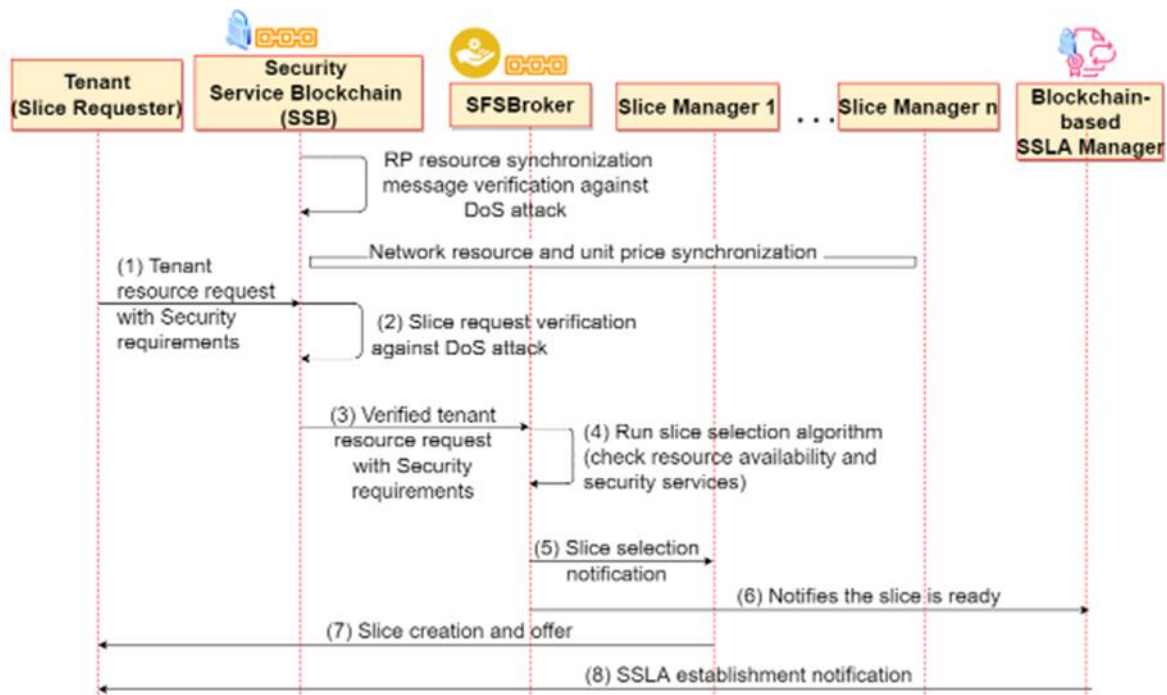 Tenant
(Slice Requester)
Security
Service Blockchain
(SSB)
SFSBroker
Slice Manager 1
...
Slice Manager n
Blockchain-
based
SSLA Manager
RP resource synchronization
message verification against
DoS attack
Network resource and unit price synchronization
(1) Tenant
resource request
with Security
requirements
(2) Slice request verification
against DoS attack
(3) Verified tenant
resource request
with Security
requirements
(4) Run slice selection algorithm
(check resource availability and
security services)
(5) Slice selection
notification
(6) Notifies the slice is ready
(7) Slice creation and offer
(8) SSLA establishment notification